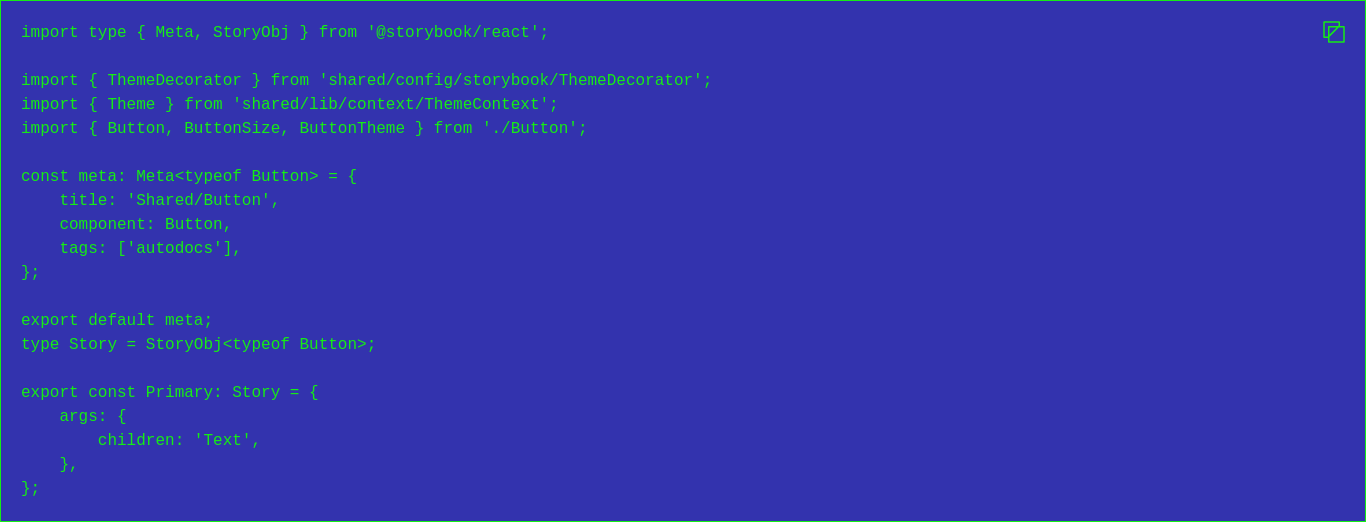 import type { Meta, StoryObj } from '@storybook/react';

import { ThemeDecorator } from 'shared/config/storybook/ThemeDecorator';
import { Theme } from 'shared/lib/context/ThemeContext';
import { Button, ButtonSize, ButtonTheme } from './Button';

const meta: Meta<typeof Button> = {
    title: 'Shared/Button',
    component: Button,
    tags: ['autodocs'],
};

export default meta;
type Story = StoryObj<typeof Button>;

export const Primary: Story = {
    args: {
        children: 'Text',
    },
};